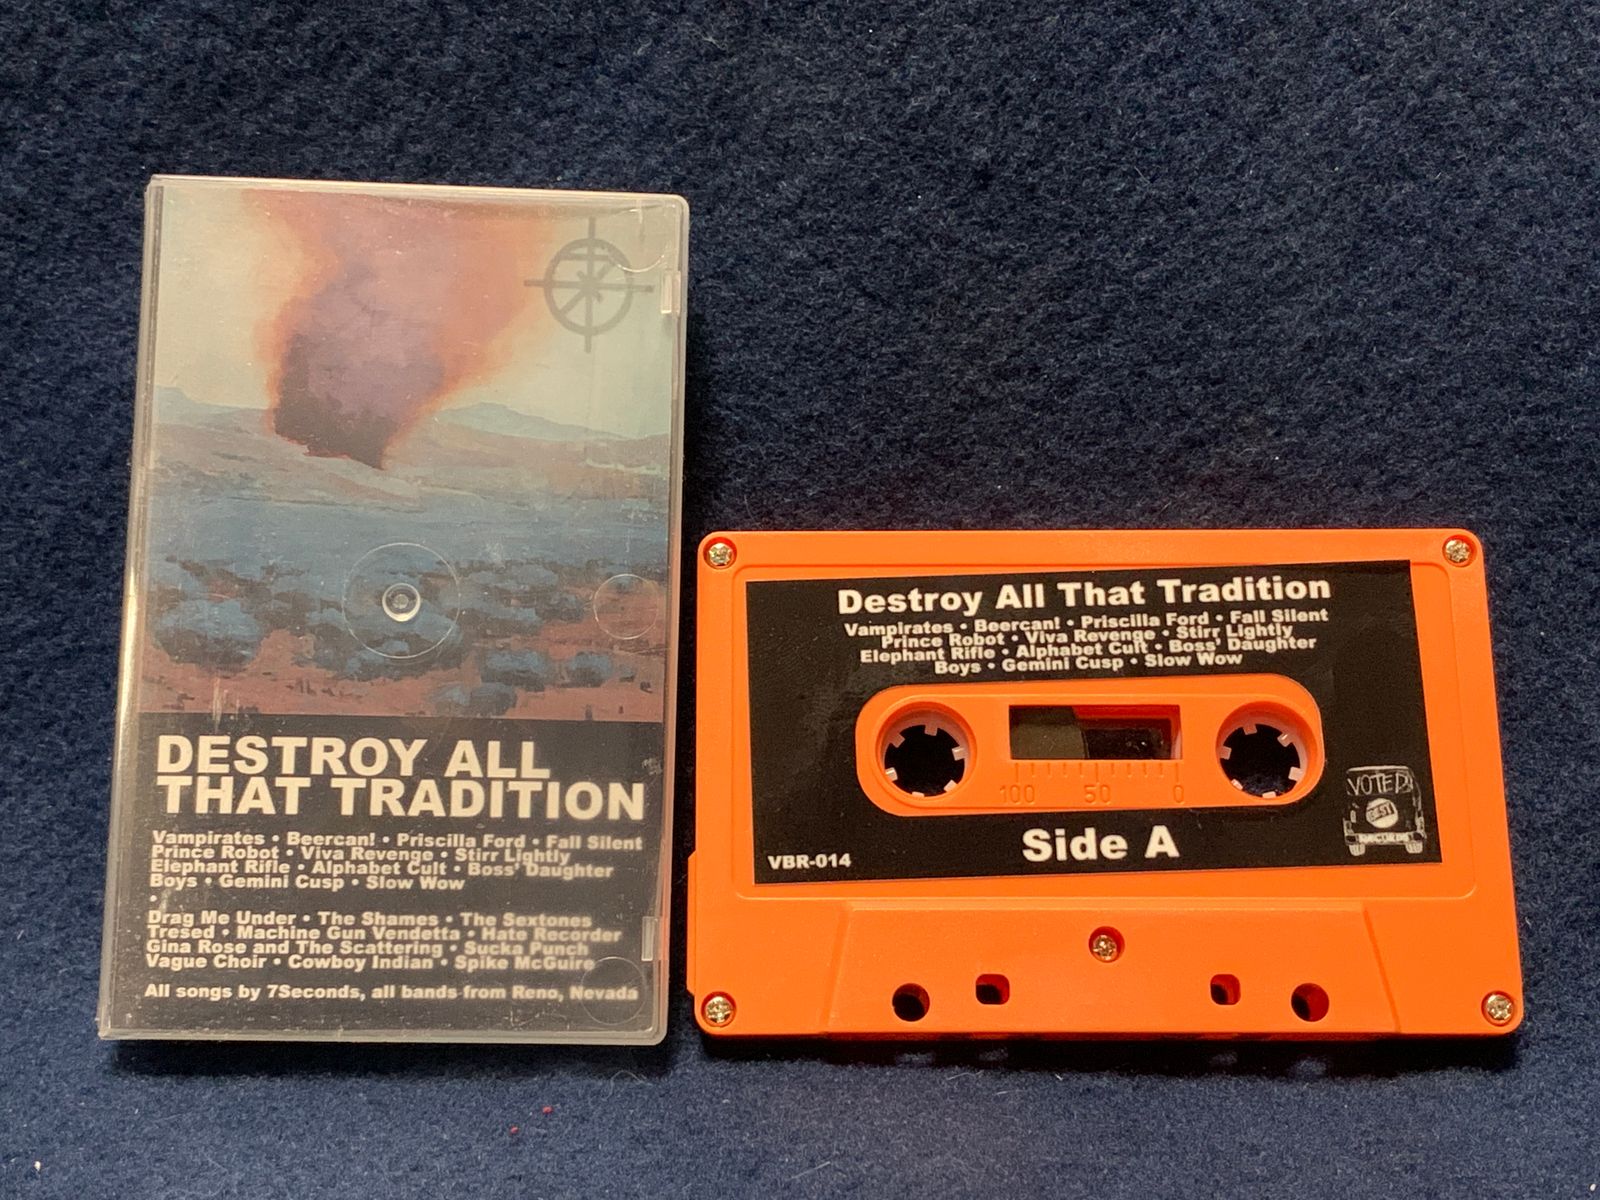 DESTROY ALL
THAT TRADITION
Vampirates • Beercan! • Priscilla Ford • Fall Silent
Prince Robot • Viva Revenge • Stirr Lightly
Elephant Rifle • Alphabet Cult • Boss' Daughter
Boys • Gemini Cusp • Slow Wow
•
Drag Me Under • The Shames • The Sextones
Tresed • Machine Gun Vendetta • Hate Recorder
Gina Rose and The Scattering • Sucka Punch
Vague Choir • Cowboy Indian • Spike McGuire
All songs by 7Seconds, all bands from Reno, Nevada
Destroy All That Tradition
Vampirates • Beercan! • Priscilla Ford • Fall Silent
Prince Robot • Viva Revenge • Stirr Lightly
Elephant Rifle • Alphabet Cult • Boss' Daughter
Boys • Gemini Cusp • Slow Wow
100 50 0
Side A
VBR-014
VOTED
BEST
RECORDS